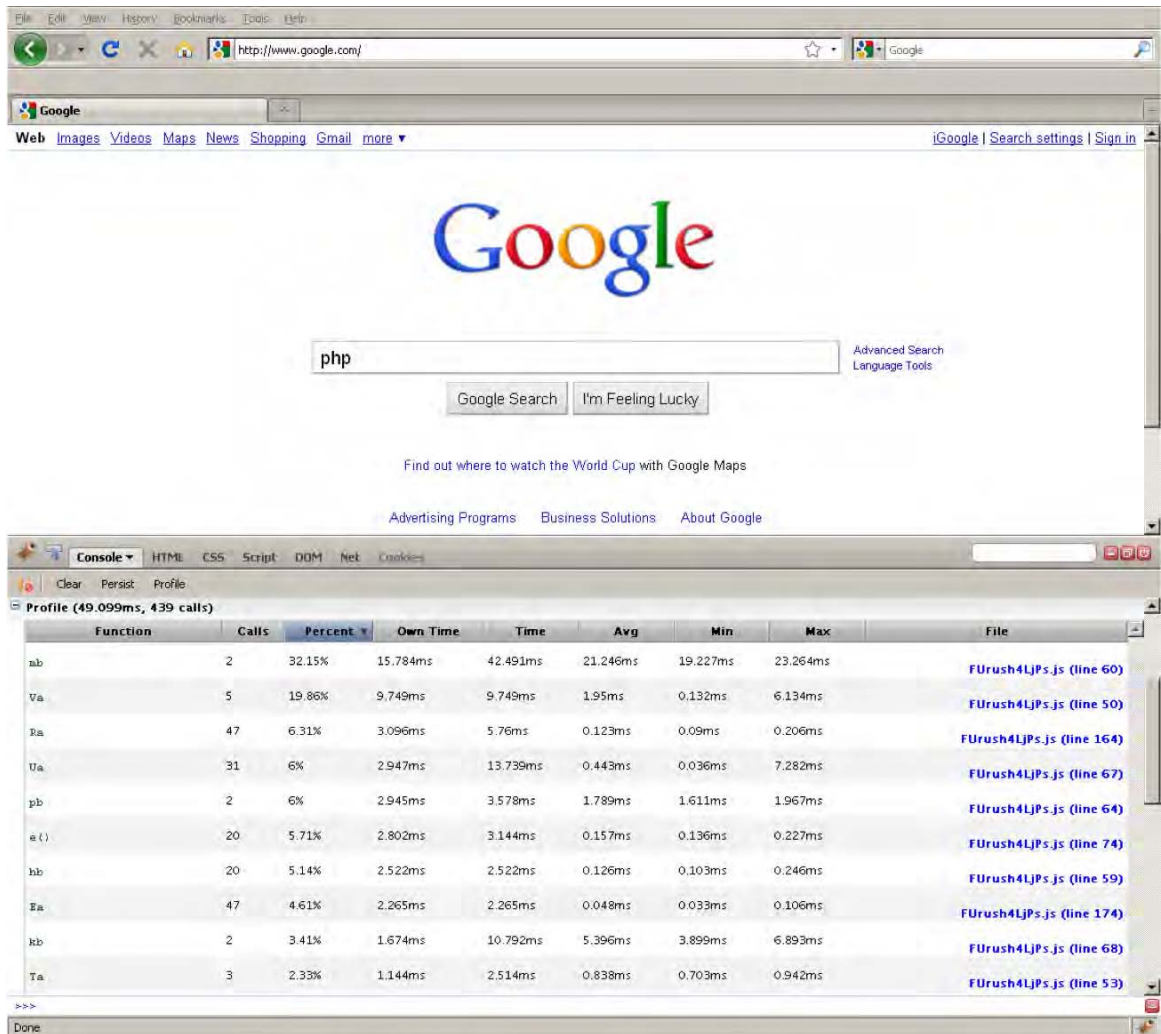 File Edit View History Bookmarks Tools Help
http://www.google.com/ Google
Google
Web Images Videos Maps News Shopping Gmail more ▼ iGoogle | Search settings | Sign in
Google
php
Advanced Search
Language Tools
Google Search I'm Feeling Lucky
Find out where to watch the World Cup with Google Maps
Advertising Programs Business Solutions About Google
Console HTML CSS Script DOM Net Cookies
Clear Persist Profile
Profile (49.099ms, 439 calls)
Function Calls Percent Own Time Time Avg Min Max File
mb 2 32.15% 15.784ms 42.491ms 21.246ms 19.227ms 23.264ms FUrush4LjPs.js (line 60)
Va 5 19.86% 9.749ms 9.749ms 1.95ms 0.132ms 6.134ms FUrush4LjPs.js (line 50)
Ra 47 6.31% 3.096ms 5.76ms 0.123ms 0.09ms 0.206ms FUrush4LjPs.js (line 164)
Ua 31 6% 2.947ms 13.739ms 0.443ms 0.036ms 7.282ms FUrush4LjPs.js (line 67)
pb 2 6% 2.945ms 3.578ms 1.789ms 1.611ms 1.967ms FUrush4LjPs.js (line 64)
e() 20 5.71% 2.802ms 3.144ms 0.157ms 0.136ms 0.227ms FUrush4LjPs.js (line 74)
hb 20 5.14% 2.522ms 2.522ms 0.126ms 0.103ms 0.246ms FUrush4LjPs.js (line 59)
Ea 47 4.61% 2.265ms 2.265ms 0.048ms 0.033ms 0.106ms FUrush4LjPs.js (line 174)
kb 2 3.41% 1.674ms 10.792ms 5.396ms 3.899ms 6.893ms FUrush4LjPs.js (line 68)
Ta 3 2.33% 1.144ms 2.514ms 0.838ms 0.703ms 0.942ms FUrush4LjPs.js (line 53)
>>>
Done